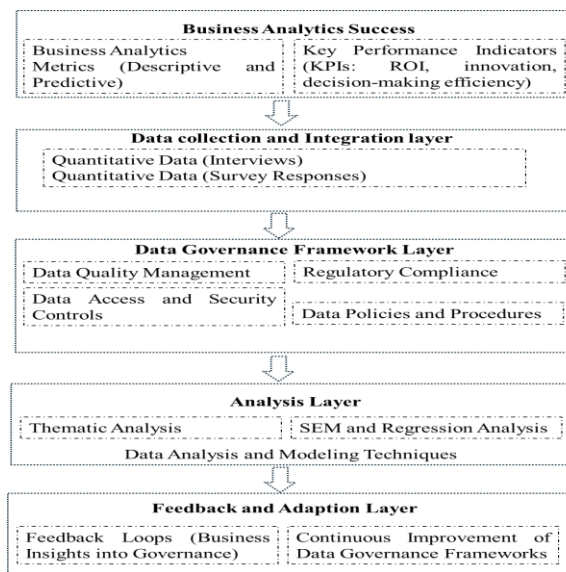 Business Analytics Success
Business Analytics
Metrics (Descriptive and
Predictive)
Key Performance Indicators
(KPIs: ROI, innovation,
decision-making efficiency)
Data collection and Integration layer
Quantitative Data (Interviews)
Quantitative Data (Survey Responses)
Data Governance Framework Layer
Data Quality Management
Regulatory Compliance
Data Access and Security
Controls
Data Policies and Procedures
Analysis Layer
Thematic Analysis
SEM and Regression Analysis
Data Analysis and Modeling Techniques
Feedback and Adaption Layer
Feedback Loops (Business
Insights into Governance)
Continuous Improvement of
Data Governance Frameworks